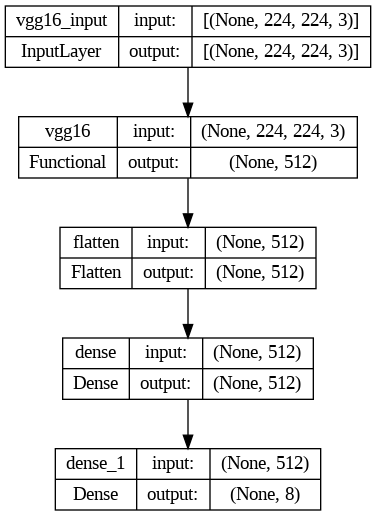 vgg16_input input: [(None, 224, 224, 3)]
InputLayer output: [(None, 224, 224, 3)]
vgg16 input: (None, 224, 224, 3)
Functional output: (None, 512)
flatten input: (None, 512)
Flatten output: (None, 512)
dense input: (None, 512)
Dense output: (None, 512)
dense_1 input: (None, 512)
Dense output: (None, 8)